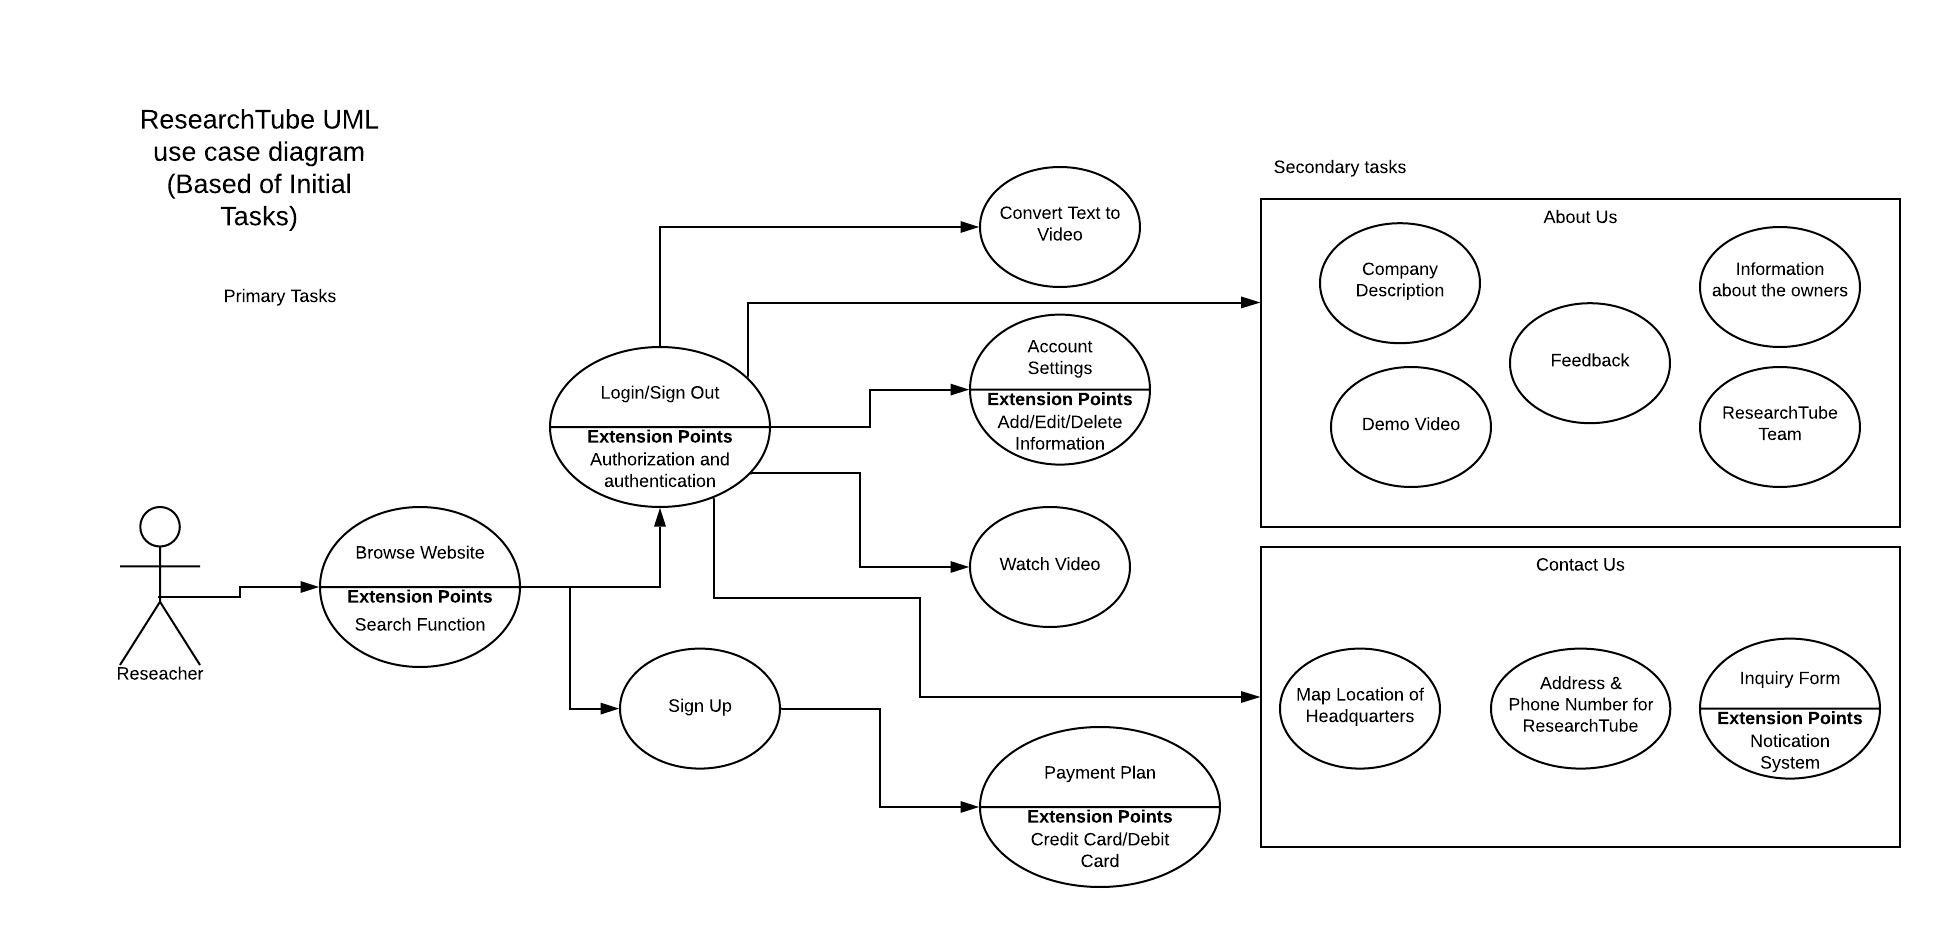 ResearchTube UML
use case diagram
(Based of Initial
Tasks)
Primary Tasks
Reseacher
Browse Website
Extension Points
Search Function
Login/Sign Out
Extension Points
Authorization and
authentication
Sign Up
Convert Text to
Video
Account
Settings
Extension Points
Add/Edit/Delete
Information
Watch Video
Payment Plan
Extension Points
Credit Card/Debit
Card
Secondary tasks
About Us
Company
Description
Information
about the owners
Feedback
Demo Video
ResearchTube
Team
Contact Us
Map Location of
Headquarters
Address &
Phone Number for
ResearchTube
Inquiry Form
Extension Points
Notication
System